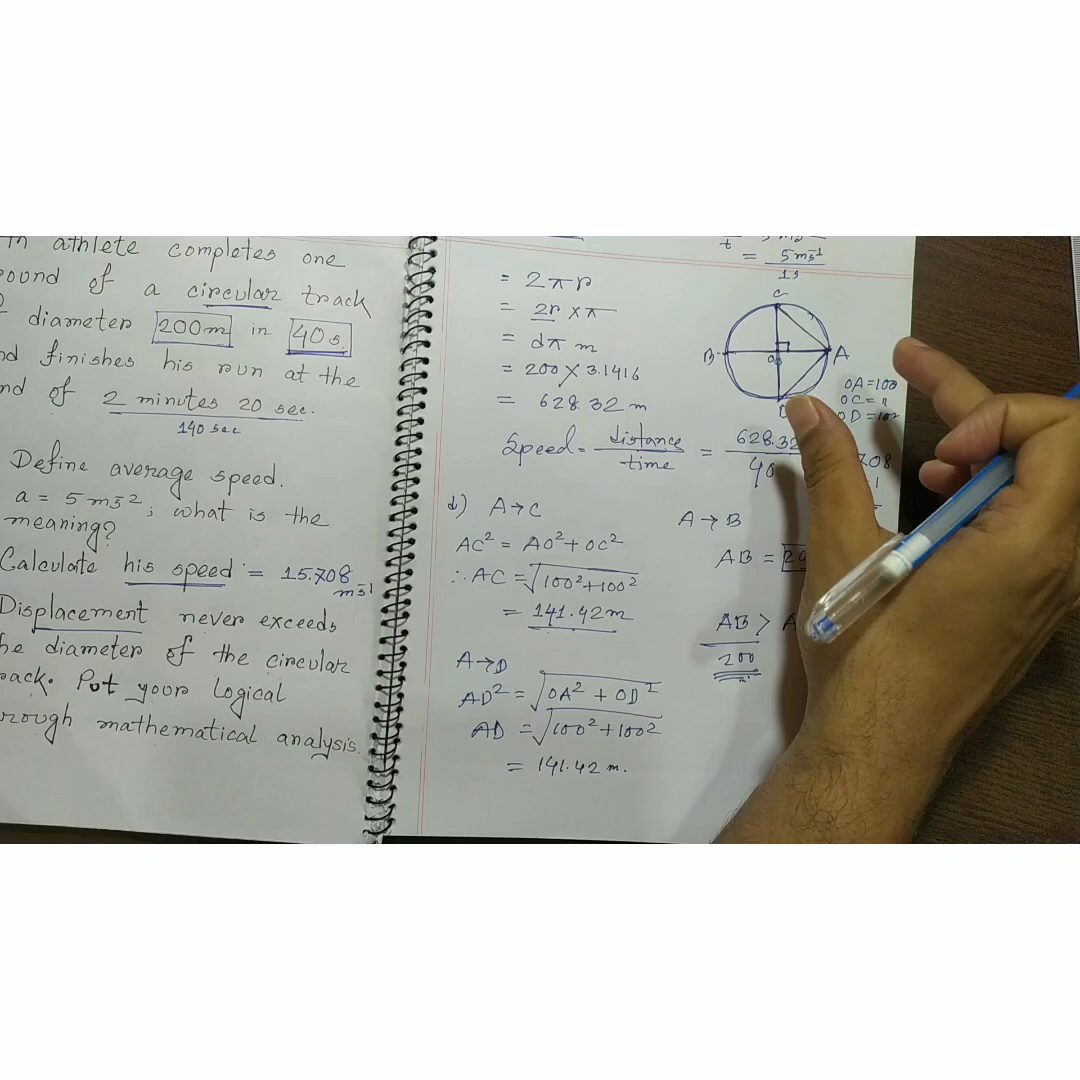 athlete completes one
of a circular track
diameter 200m in 40s.
finishes his run at the
of 2 minutes 20 sec.
140 sec
Define average speed.
a = 5 ms⁻², what is the
meaning?
Calculate his speed = 15.708 ms⁻¹
Displacement never exceeds
the diameter of the circular
Put your logical
through mathematical analysis.
t
= 5ms⁻¹
1s
= 2πr
= 2r×π
= dπ m
= 200 × 3.1416
= 628.32 m
C
B O A
D
OA=100
OC= "
OD=100
Speed = distance/time = 628.32/40
708
d) A→C
AC² = AO² + OC²
∴ AC = √100²+100²
= 141.42m
A→D
AD² = √OA² + OD²
AD = √100²+100²
= 141.42 m.
A → B
AB =
AB >
200
m